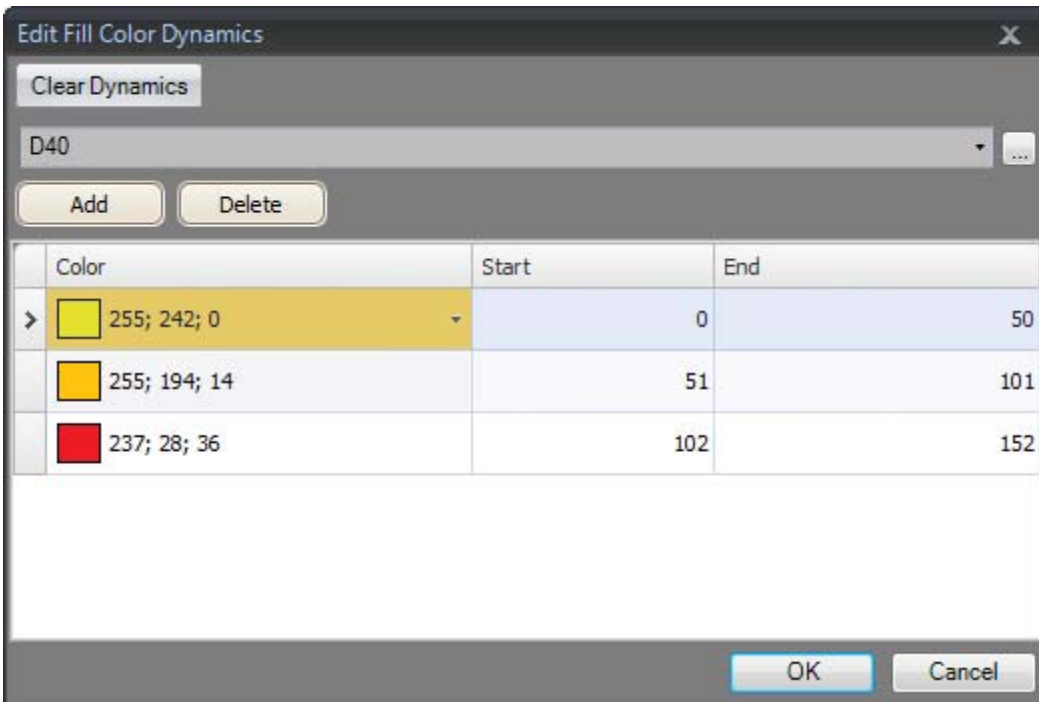 Edit Fill Color Dynamics x
Clear Dynamics
D40 ...
Add Delete
Color Start End
255; 242; 0 0 50
255; 194; 14 51 101
237; 28; 36 102 152
OK Cancel